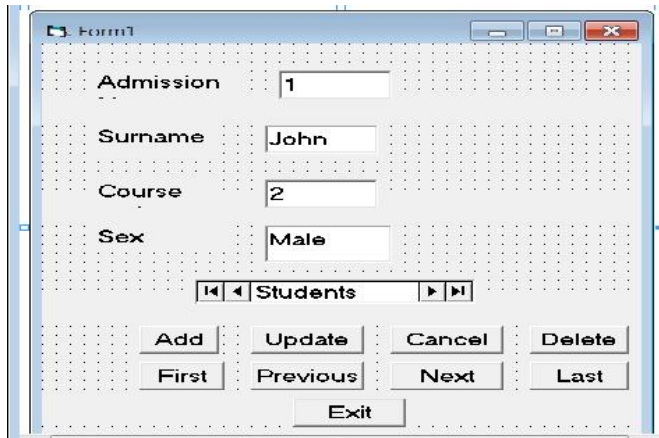 Form1
Admission 1
Surname John
Course 2
Sex Male
Students
Add Update Cancel Delete
First Previous Next Last
Exit